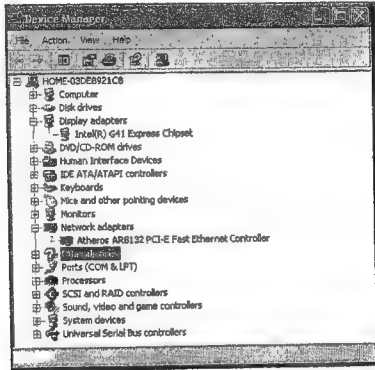 Device Manager
File Action View Help
HOME-03DE8921C8
Computer
Disk drives
Display adapters
Intel(R) G41 Express Chipset
DVD/CD-ROM drives
Human Interface Devices
IDE ATA/ATAPI controllers
Keyboards
Mice and other pointing devices
Monitors
Network adapters
Atheros AR8132 PCI-E Fast Ethernet Controller
Other devices
Ports (COM & LPT)
Processors
SCSI and RAID controllers
Sound, video and game controllers
System devices
Universal Serial Bus controllers